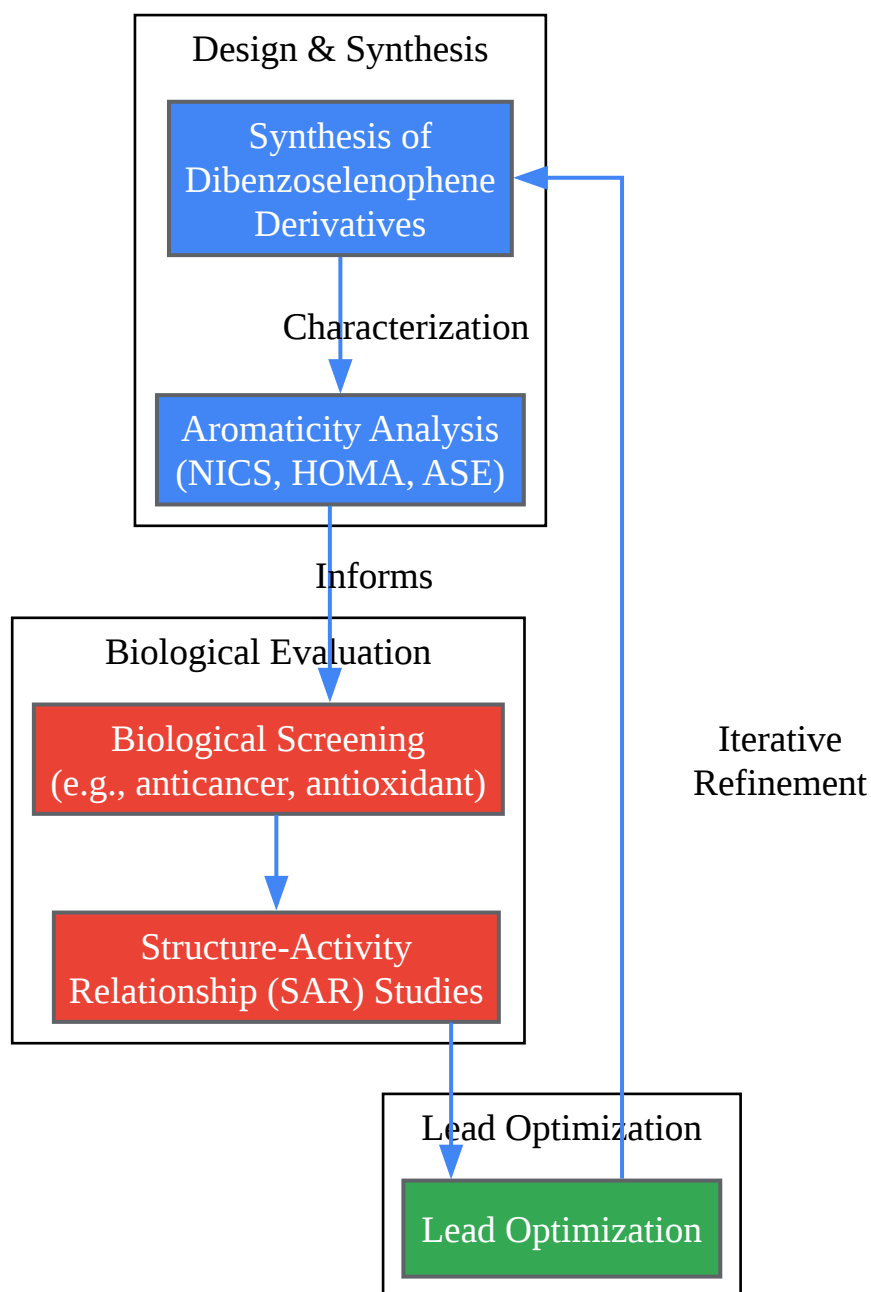 Design & Synthesis
Synthesis of
Dibenzoselenophene
Derivatives
Characterization
Aromaticity Analysis
(NICS, HOMA, ASE)
Informs
Biological Evaluation
Biological Screening
(e.g., anticancer, antioxidant)
Iterative
Refinement
Structure-Activity
Relationship (SAR) Studies
Lead Optimization
Lead Optimization